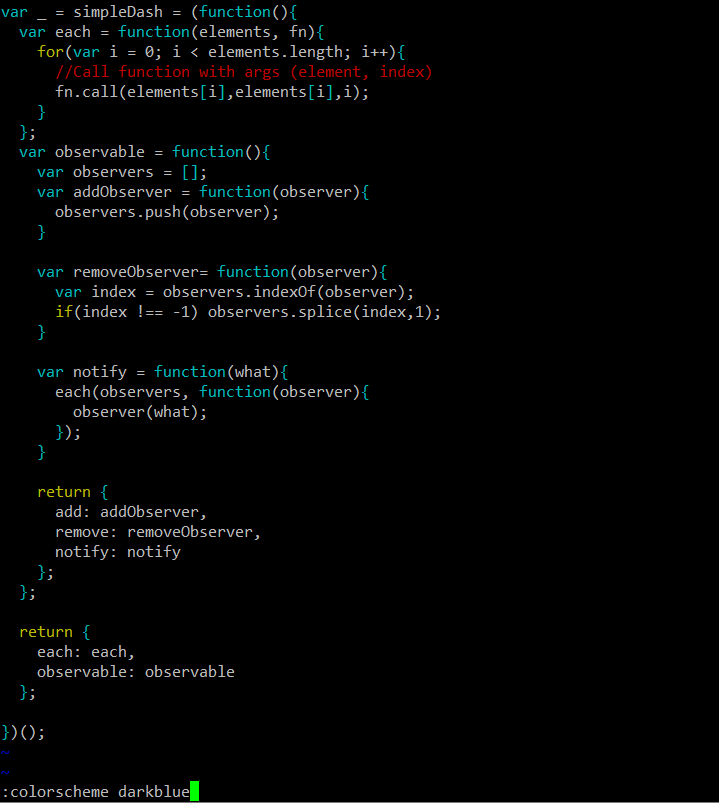 var _ = simpleDash = (function(){
  var each = function(elements, fn){
    for(var i = 0; i < elements.length; i++){
      //Call function with args (element, index)
      fn.call(elements[i],elements[i],i);
    }
  };
  var observable = function(){
    var observers = [];
    var addObserver = function(observer){
      observers.push(observer);
    }

    var removeObserver= function(observer){
      var index = observers.indexOf(observer);
      if(index !== -1) observers.splice(index,1);
    }

    var notify = function(what){
      each(observers, function(observer){
        observer(what);
      });
    }

    return {
      add: addObserver,
      remove: removeObserver,
      notify: notify
    };
  };

  return {
    each: each,
    observable: observable
  };

})();
~
~
:colorscheme darkblue